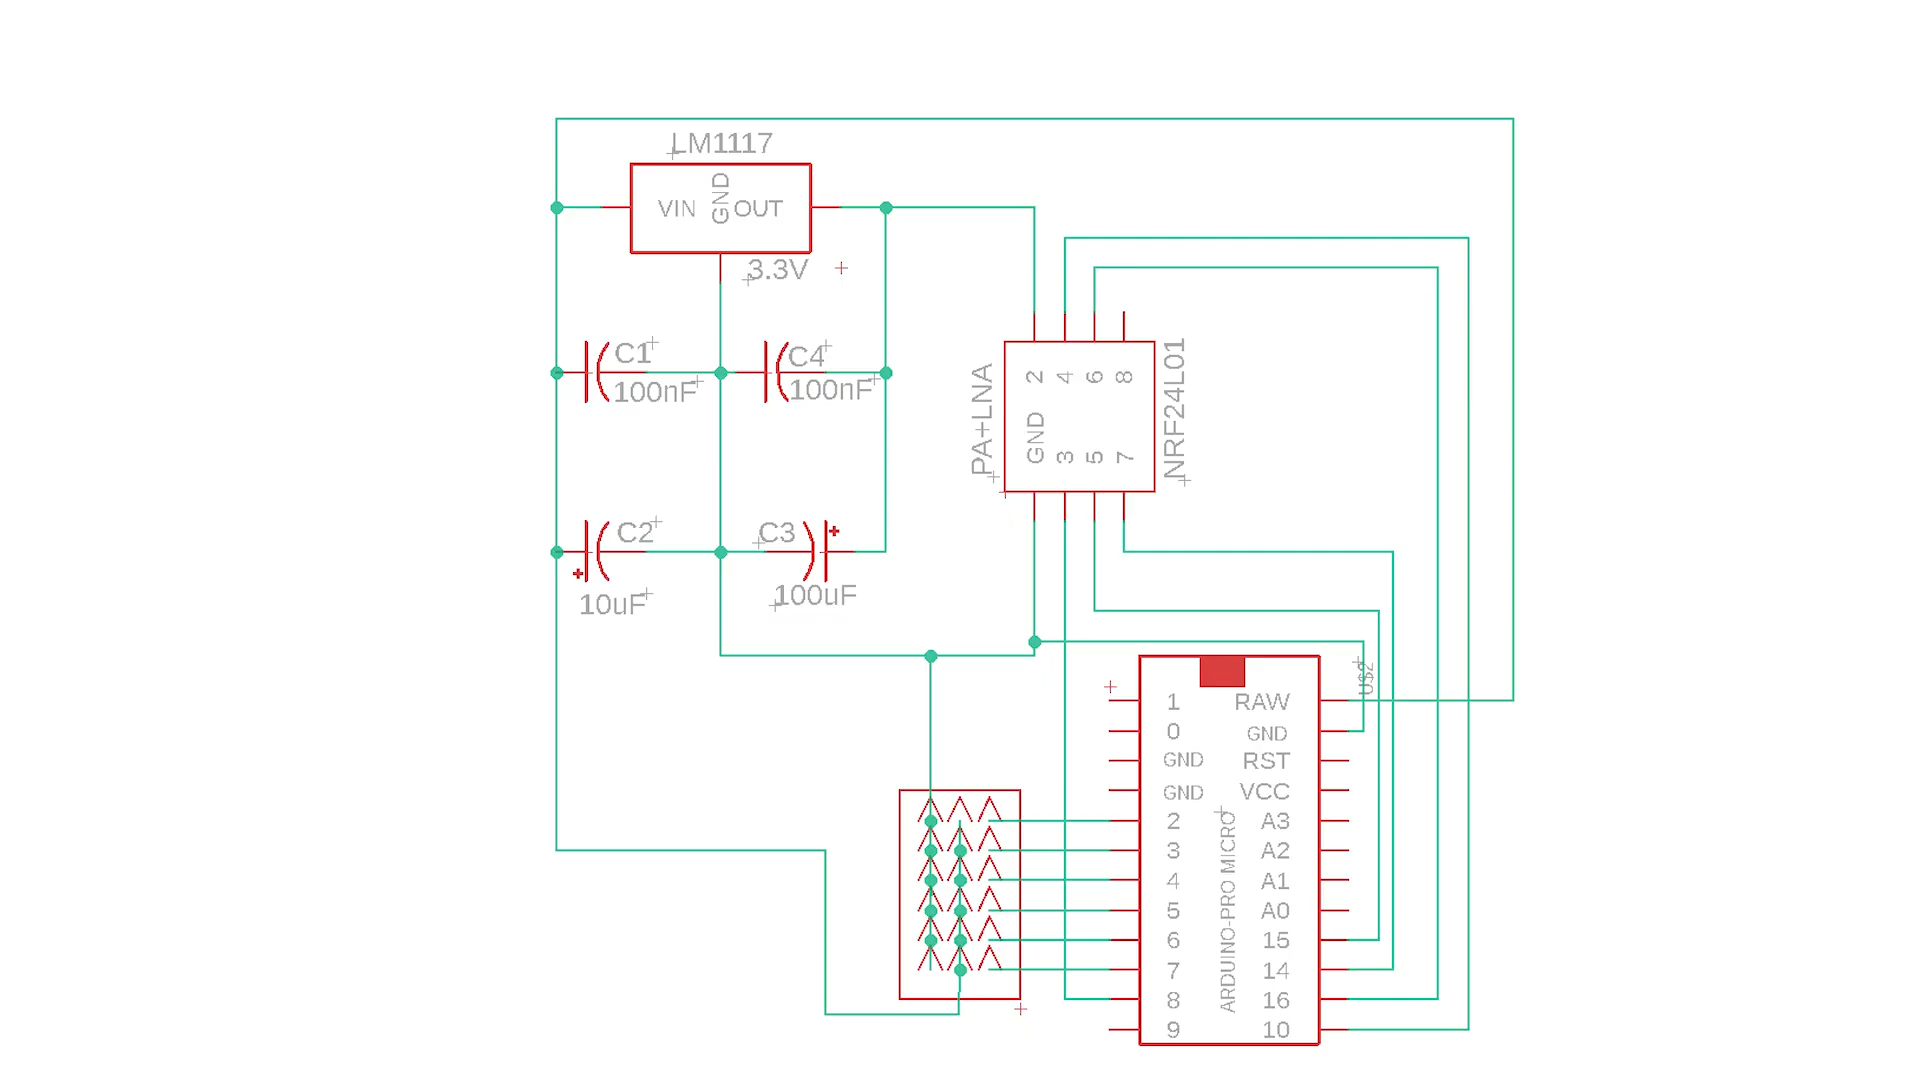 LM1117
VIN
GND
OUT
3.3V
C1
100nF
C4
100nF
C2
10uF
C3
100uF
PA+LNA
2
4
6
8
GND
3
5
7
NRF24L01
U$2
1 RAW
0 GND
GND RST
GND VCC
2 A3
3 A2
4 A1
5 A0
6 15
7 14
8 16
9 10
ARDUINO-PRO MICRO